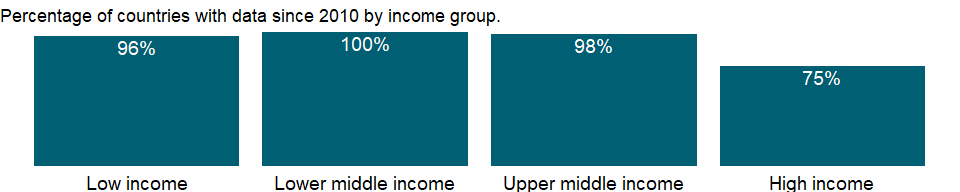 Percentage of countries with data since 2010 by income group.
96%
100%
98%
75%
Low income
Lower middle income
Upper middle income
High income